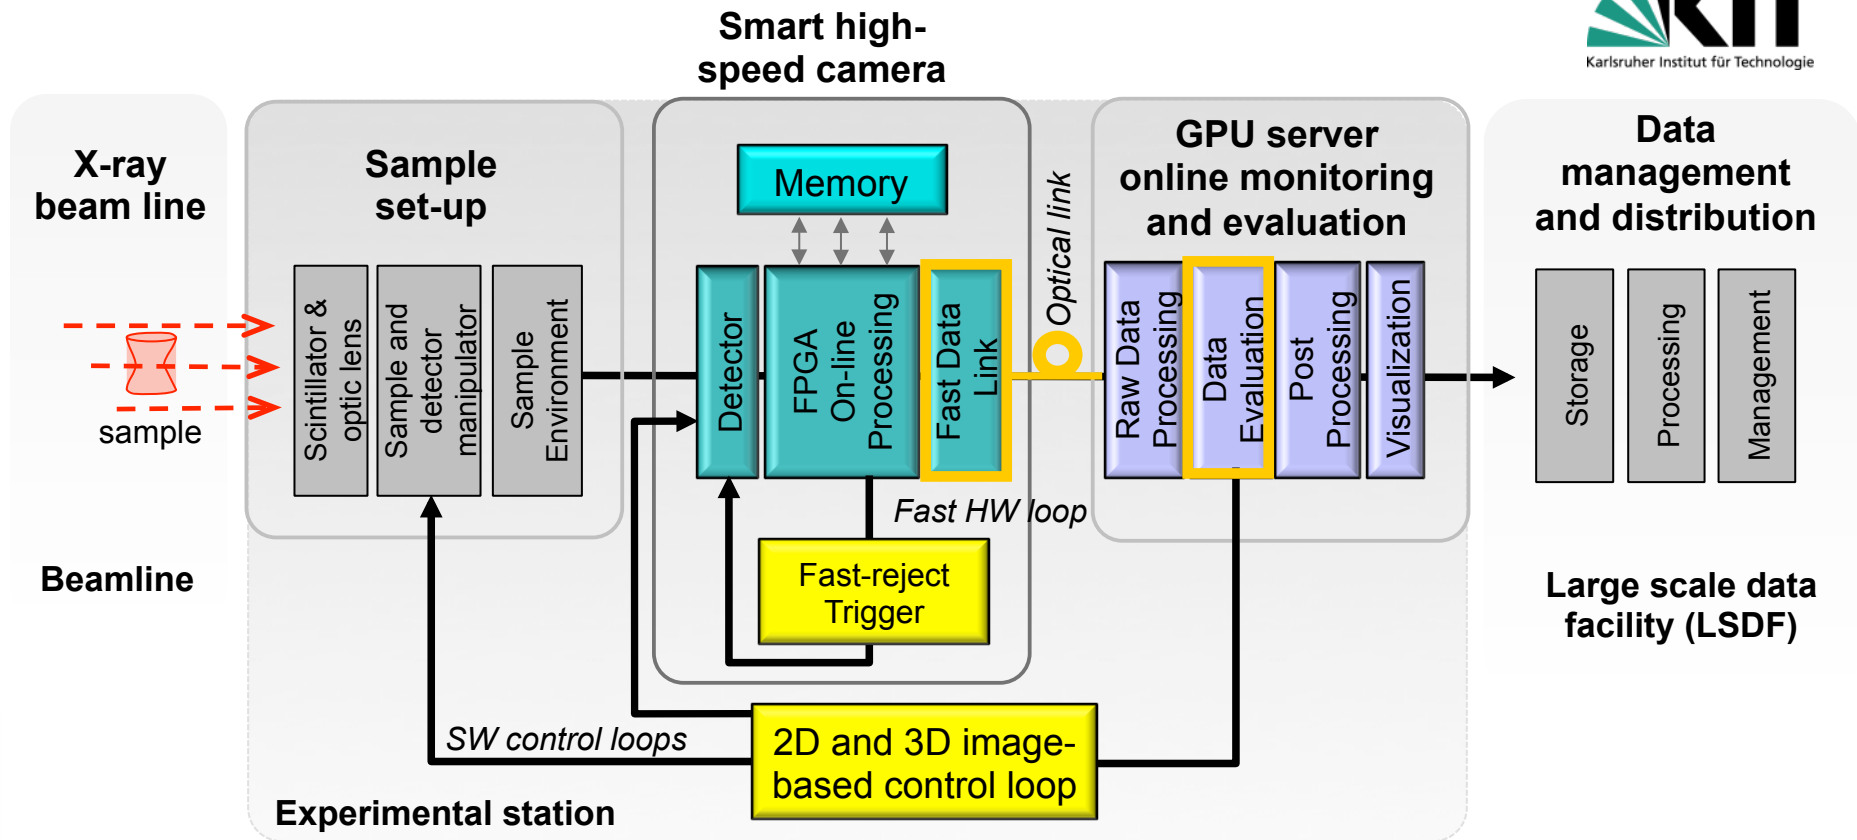 Smart high-
speed camera
KIT
Karlsruher Institut für Technologie
X-ray
beam line
sample
Beamline
Sample
set-up
Scintillator &
optic lens
Sample and
detector
manipulator
Sample
Environment
Memory
Detector
FPGA
On-line
Processing
Fast Data
Link
Fast HW loop
Fast-reject
Trigger
Optical link
GPU server
online monitoring
and evaluation
Raw Data
Processing
Data
Evaluation
Post
Processing
Visualization
SW control loops
2D and 3D image-
based control loop
Experimental station
Data
management
and distribution
Storage
Processing
Management
Large scale data
facility (LSDF)